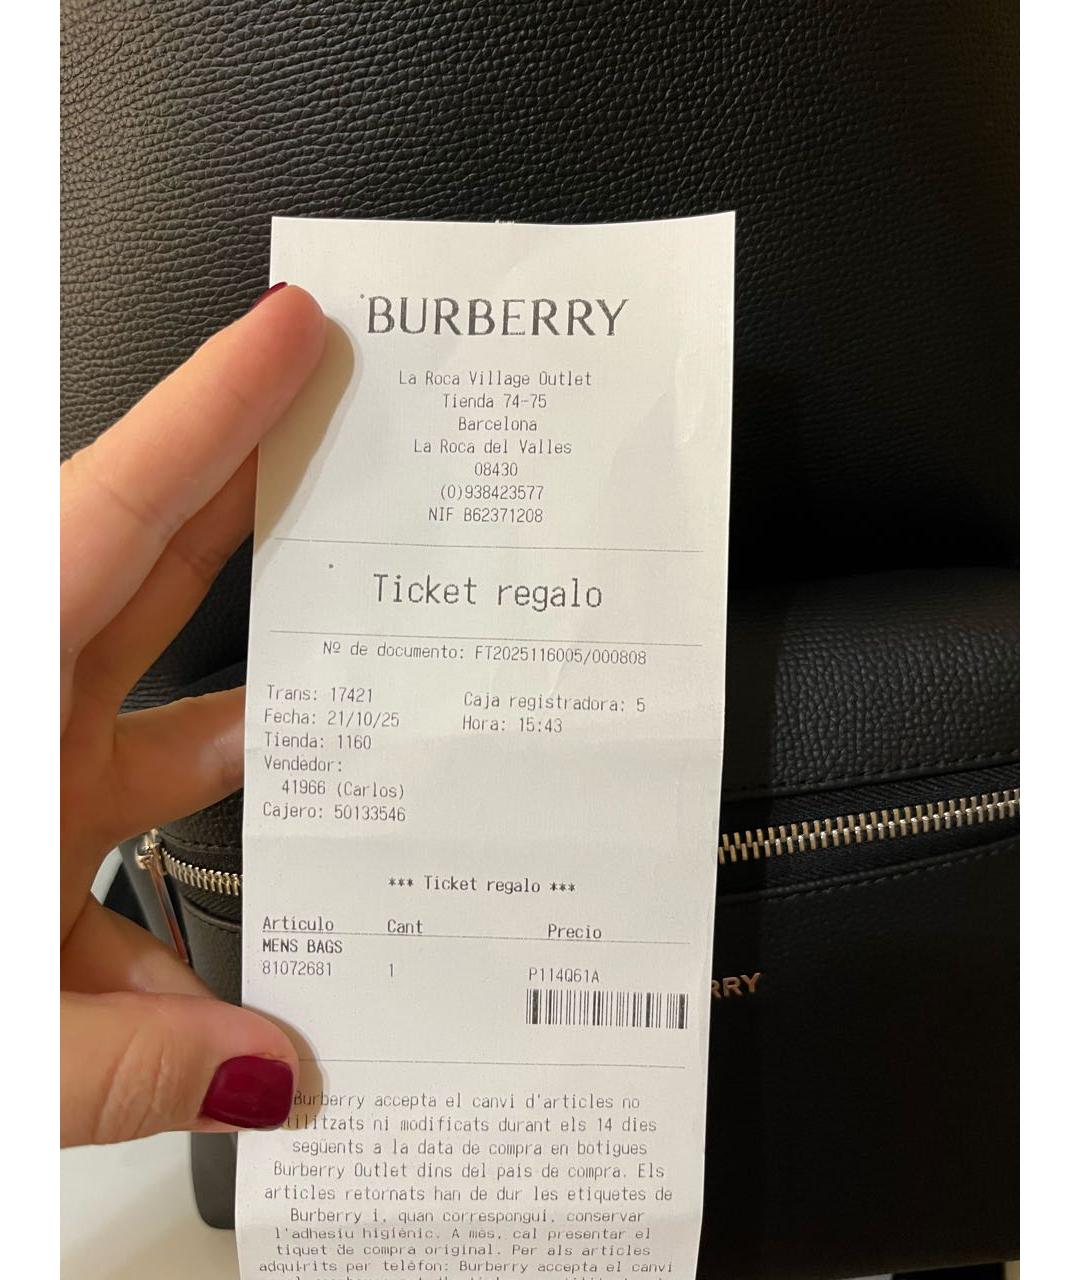 BURBERRY
La Roca Village Outlet
Tienda 74-75
Barcelona
La Roca del Valles
08430
(0)938423577
NIF B62371208
Ticket regalo
Nº de documento: FT2025116005/000808
Trans: 17421 Caja registradora: 5
Fecha: 21/10/25 Hora: 15:43
Tienda: 1160
Vendedor:
41966 (Carlos)
Cajero: 50133546
*** Ticket regalo ***
Artículo Cant Precio
MENS BAGS
81072681 1 P114Q61A
RRY
Burberry accepta el canvi d'articles no
utilitzats ni modificats durant els 14 dies
següents a la data de compra en botigues
Burberry Outlet dins del pais de compra. Els
articles retornats han de dur les etiquetes de
Burberry i, quan correspongui, conservar
l'adhesiu higiènic. A més, cal presentar el
tiquet de compra original. Per als articles
adquirits per telèfon: Burberry accepta el canvi